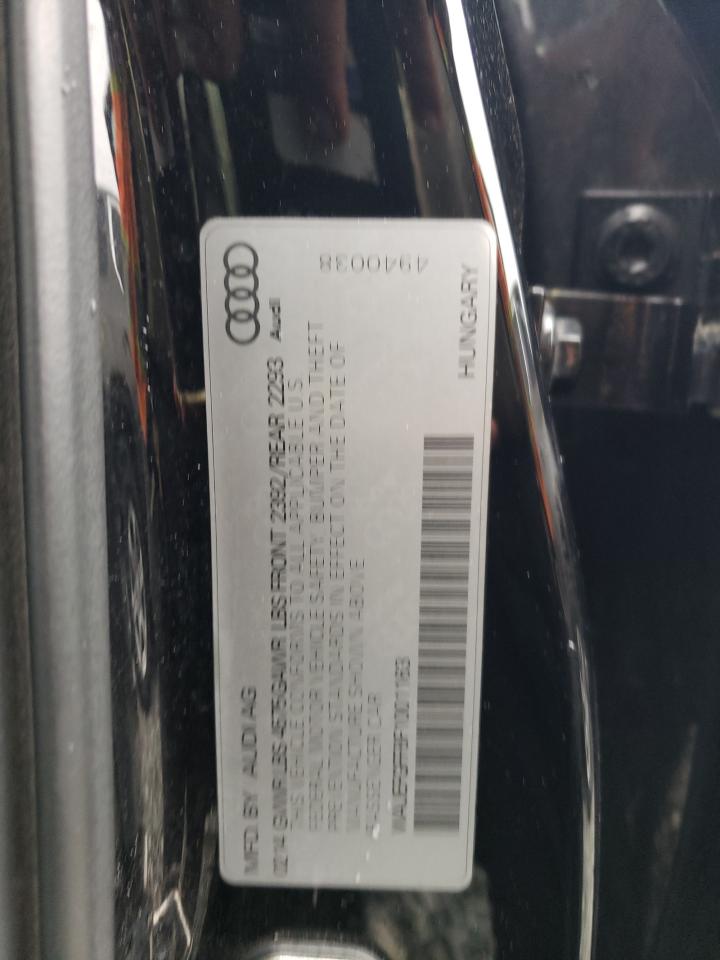 MFD BY AUDI AG
02/14 GVWR LBS 4575 GAWR LBS FRONT 2392/REAR 2293
THIS VEHICLE CONFORMS TO ALL APPLICABLE U.S
FEDERAL MOTOR VEHICLE SAFETY, BUMPER AND THEFT
PREVENTION STANDARDS IN EFFECT ON THE DATE OF
MANUFACTURE SHOWN ABOVE
PASSENGER CAR
Audi
494003
HUNGARY